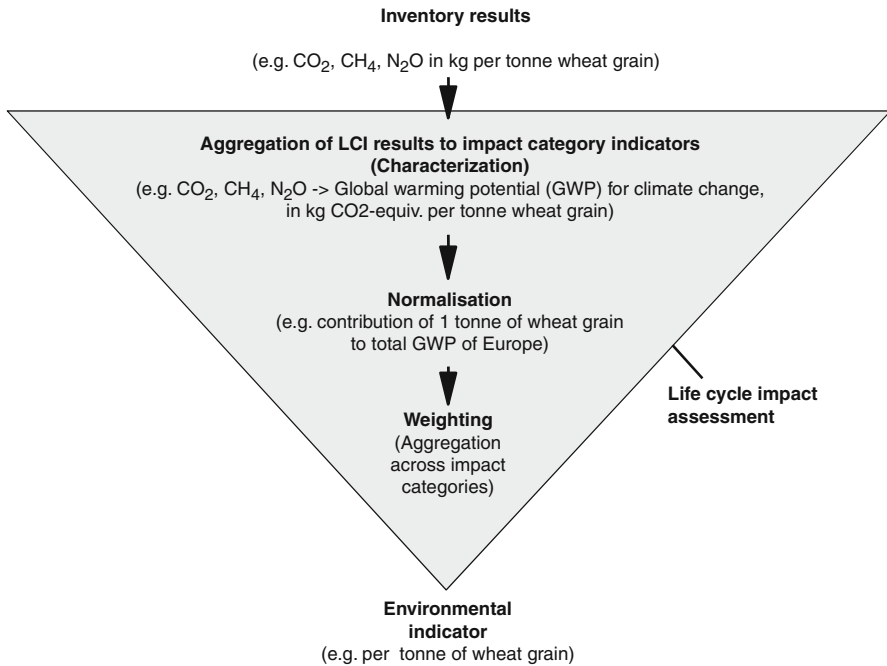 Inventory results
(e.g. CO₂, CH₄, N₂O in kg per tonne wheat grain)
Aggregation of LCI results to impact category indicators
(Characterization)
(e.g. CO₂, CH₄, N₂O -> Global warming potential (GWP) for climate change,
in kg CO2-equiv. per tonne wheat grain)
Normalisation
(e.g. contribution of 1 tonne of wheat grain
to total GWP of Europe)
Life cycle impact
assessment
Weighting
(Aggregation
across impact
categories)
Environmental
indicator
(e.g. per tonne of wheat grain)